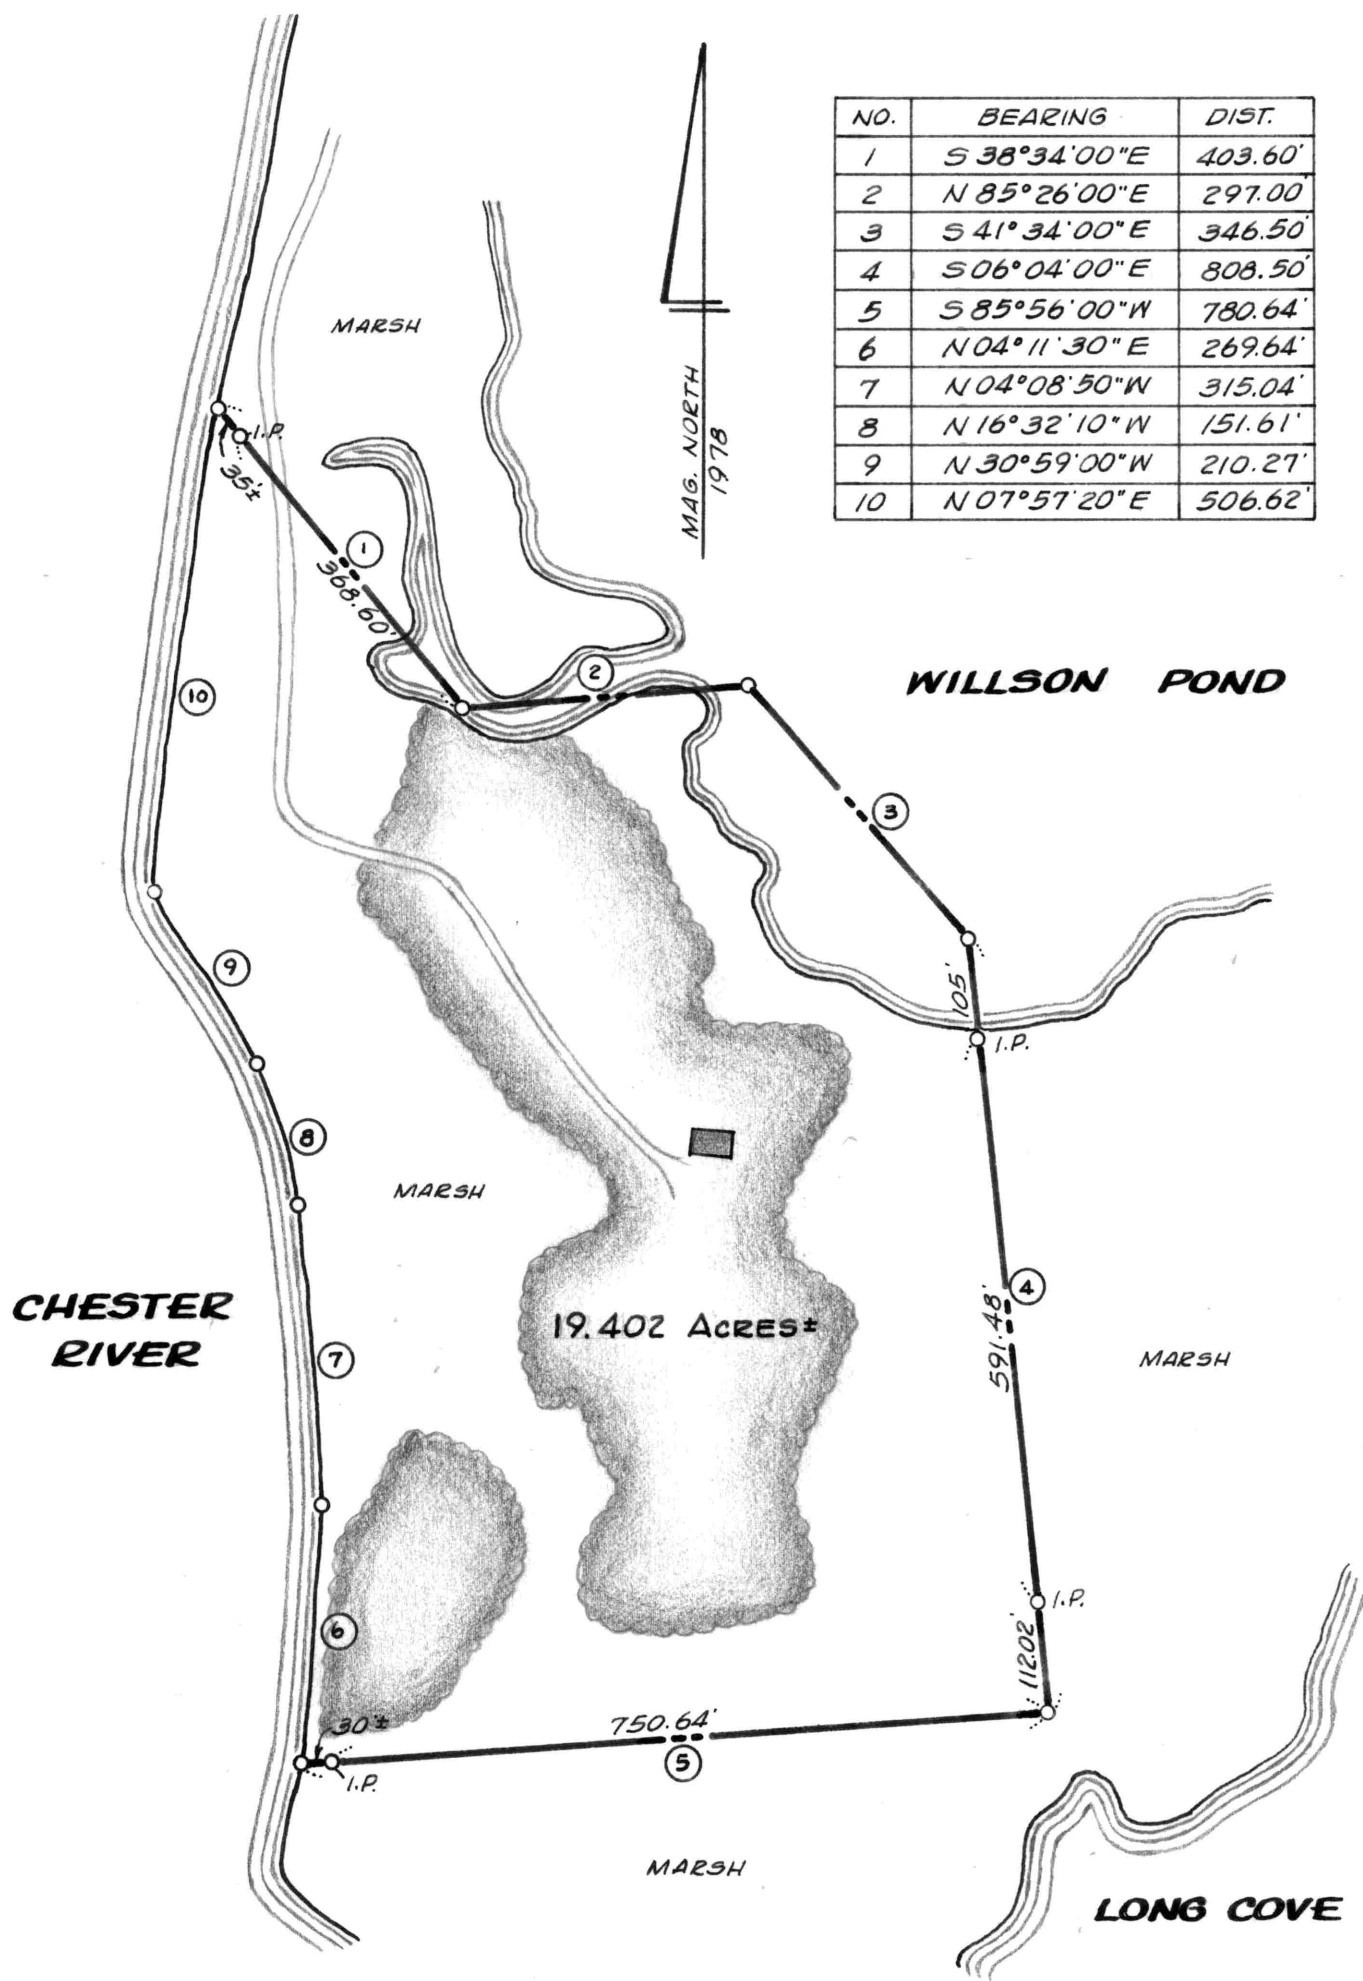 NO. BEARING DIST.
1 S 38°34'00"E 403.60'
2 N 85°26'00"E 297.00'
3 S 41°34'00"E 346.50'
4 S 06°04'00"E 808.50'
5 S 85°56'00"W 780.64'
6 N 04°11'30"E 269.64'
7 N 04°08'50"W 315.04'
8 N 16°32'10"W 151.61'
9 N 30°59'00"W 210.27'
10 N 07°57'20"E 506.62'
MARSH
MAG. NORTH
1978
I.P.
35'±
1
368.60'
2
WILLSON POND
10
3
9
105'
I.P.
8
MARSH
4
591.48'
CHESTER
RIVER
19.402 ACRES±
7
MARSH
6
I.P.
112.02'
30'±
750.64'
5
I.P.
MARSH
LONG COVE